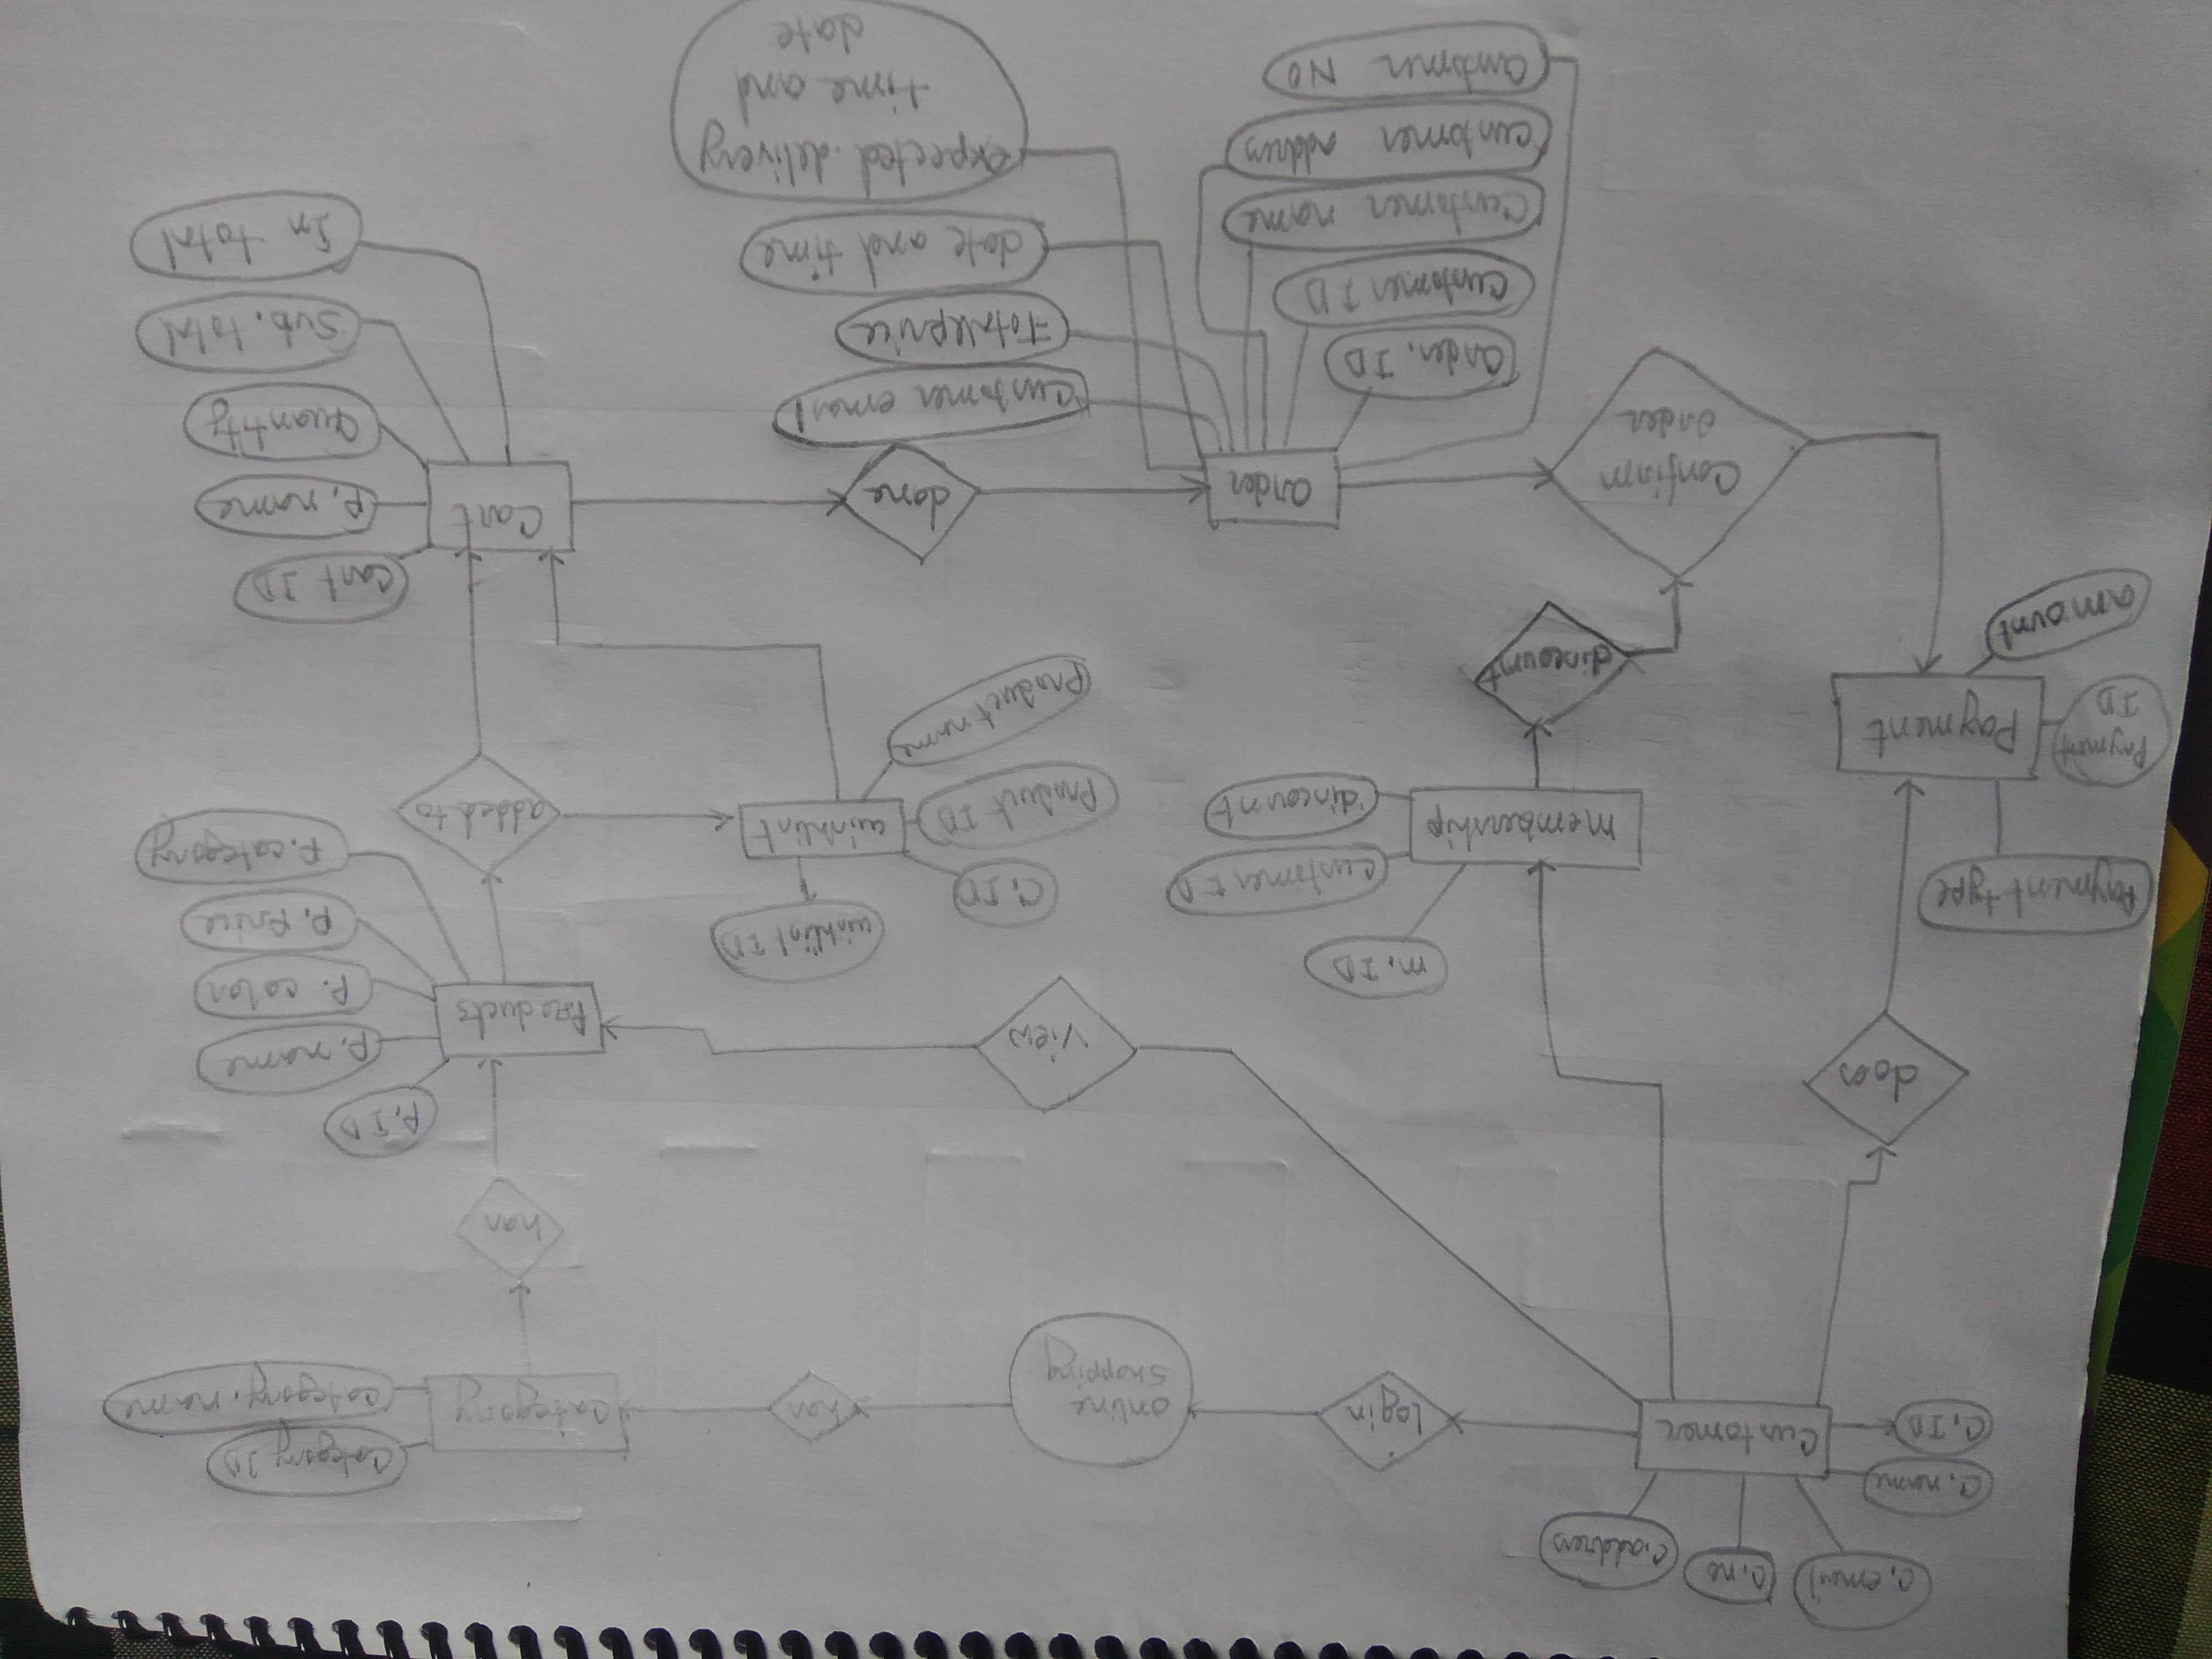 C.email
C.no
C.address
C.name
C.ID
Customer
login
online
Shopping
has
Category
Category ID
Category.name
has
does
View
P.ID
P.name
P. color
P. Price
P.category
Products
m.ID
Customer ID
discount
membership
wishlist ID
C.ID
Product ID
Product name
wishlist
added to
Payment type
Payment
ID
Payment
amount
discount
Confirm
order
Order
done
Cart
Cart ID
P.name
Quantity
Sub.total
In total
Order.ID
Customer ID
Customer name
Customer address
Customer NO
Customer email
Total price
date and time
expected.delivery
time and
date